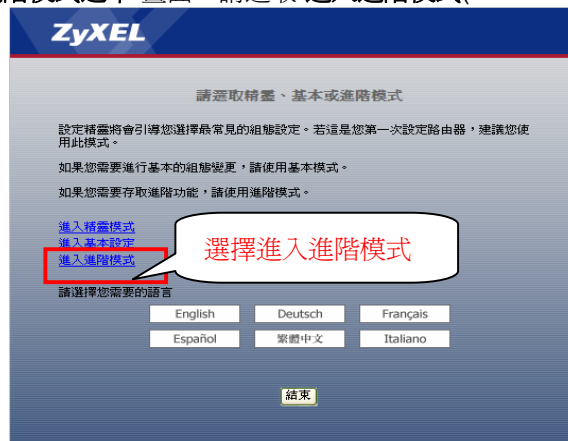 ZyXEL
請選取精靈、基本或進階模式
設定精靈將會引導您選擇最常見的組態設定。若這是您第一次設定路由器,建議您使
用此模式。
如果您需要進行基本的組態變更,請使用基本模式。
如果您需要存取進階功能,請使用進階模式。
進入精靈模式
進入基本設定
進入進階模式
選擇進入進階模式
請選擇您需要的語言
English Deutsch Français
Español 繁體中文 Italiano
結束